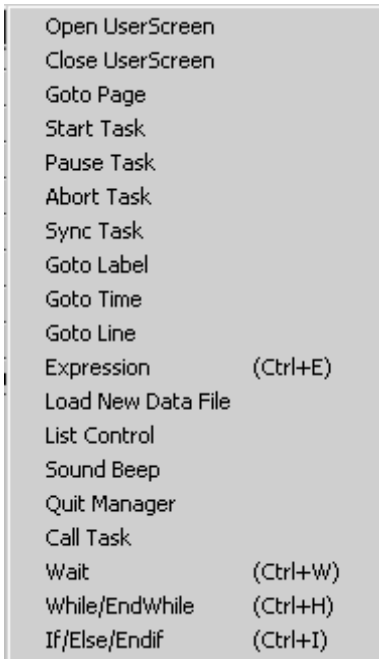 Open UserScreen
Close UserScreen
Goto Page
Start Task
Pause Task
Abort Task
Sync Task
Goto Label
Goto Time
Goto Line
Expression (Ctrl+E)
Load New Data File
List Control
Sound Beep
Quit Manager
Call Task
Wait (Ctrl+W)
While/EndWhile (Ctrl+H)
If/Else/Endif (Ctrl+I)